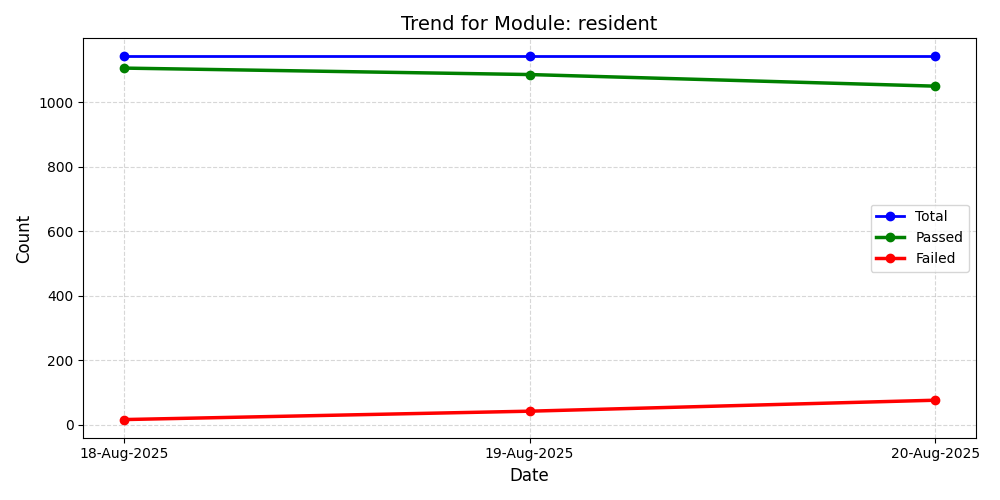 Trend for Module: resident
Count
1000
800
600
400
200
0
Total
Passed
Failed
18-Aug-2025
19-Aug-2025
20-Aug-2025
Date